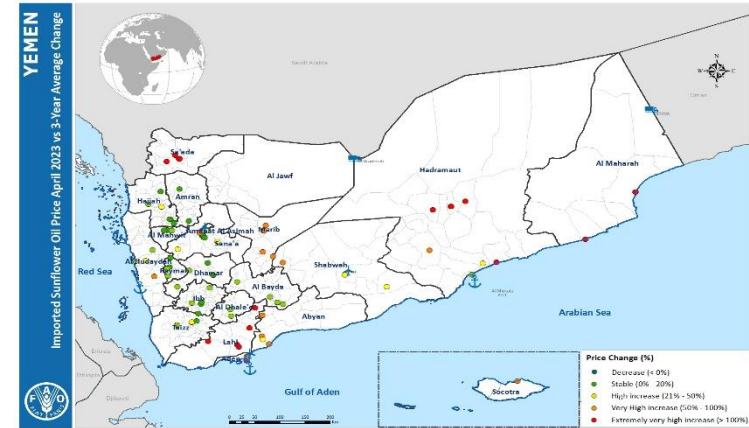 YEMEN
Imported Sunflower Oil Price April 2023 vs 3-Year Average Change
FAO
FIAT PANIS
Saudi Arabia
Oman
N
W
E
S
Sa'ada
Al Jawf
Hadramaut
Al Maharah
Hajjah
Amran
Al Mahwit
Amanat Al Asimah
Marib
Sana'a
Al Hudaydah
Raymah
Dhamar
Shabwah
Al Bayda
Ibb
Al Dhale'e
Abyan
Taizz
Lahj
Aden
Red Sea
Arabian Sea
Gulf of Aden
Socotra
Eritrea
Ethiopia
Djibouti
Price Change (%)
Decrease (< 0%)
Stable (0% - 20%)
High increase (21% - 50%)
Very High increase (50% - 100%)
Extremely very high increase (> 100%)